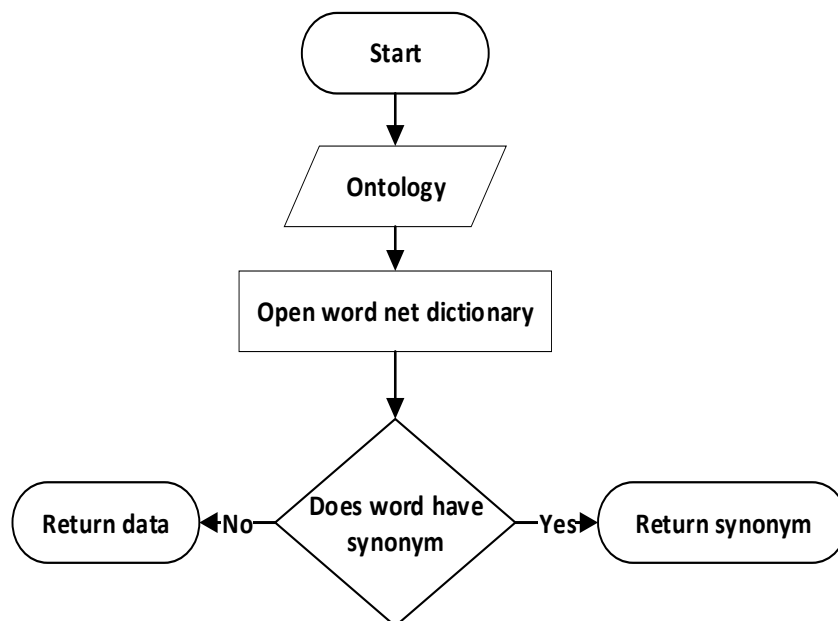 Start
Ontology
Open word net dictionary
Does word have
synonym
Return data
No
Yes
Return synonym